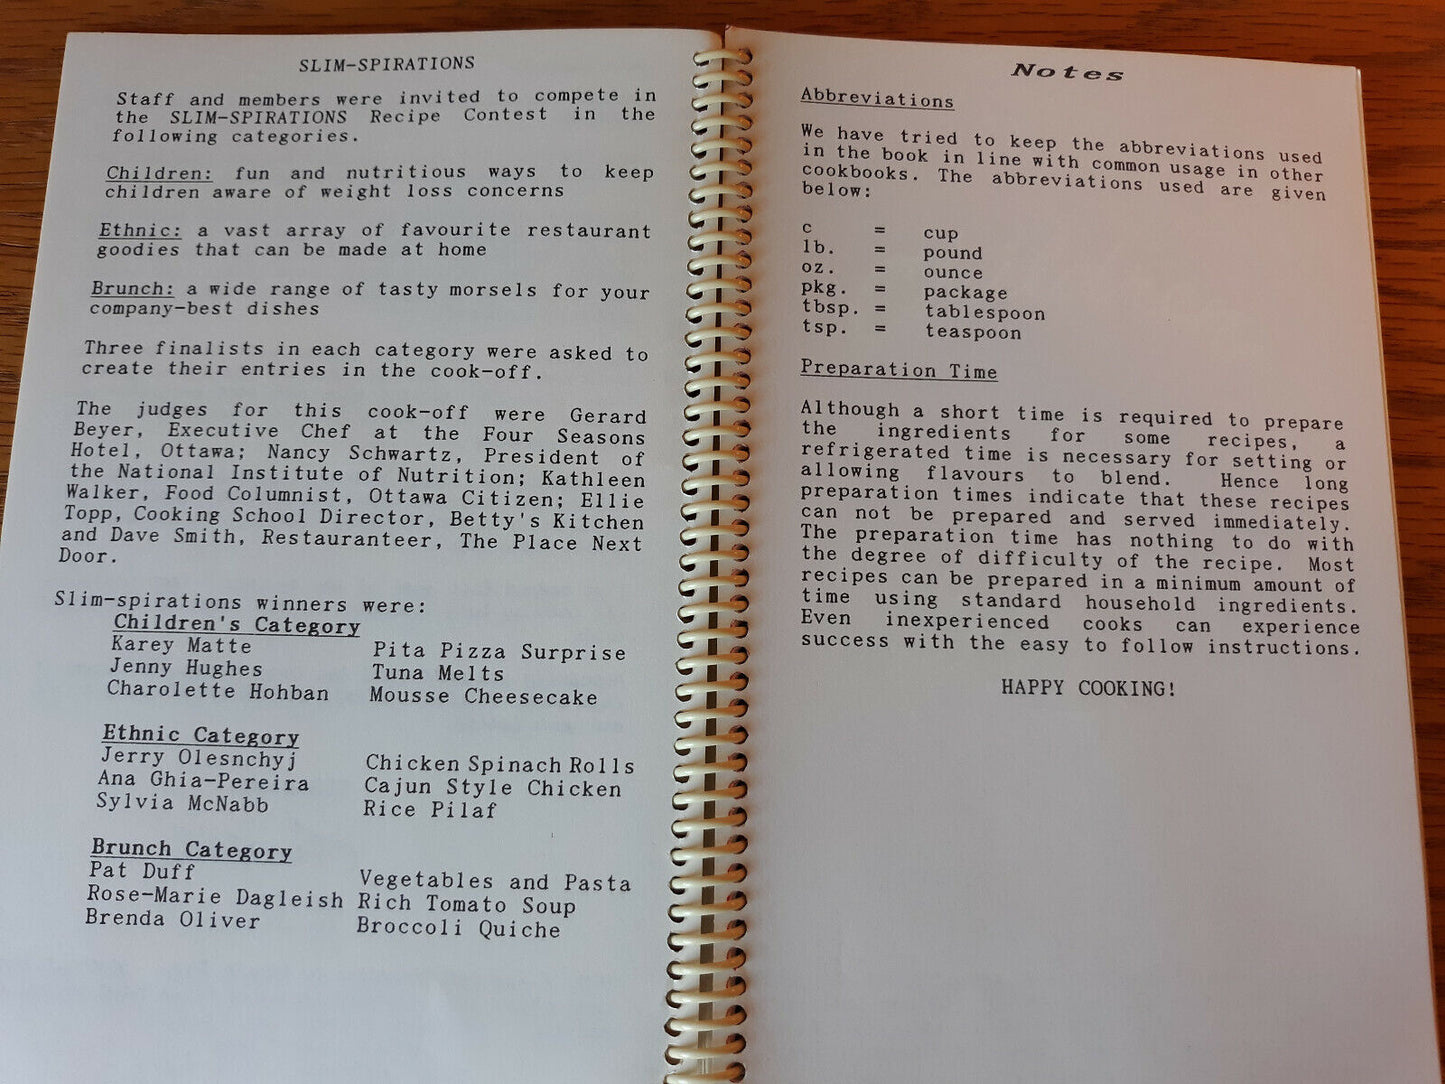 SLIM-SPIRATIONS
Staff and members were invited to compete in
the SLIM-SPIRATIONS Recipe Contest in the
following categories.
Children: fun and nutritious ways to keep
children aware of weight loss concerns
Ethnic: a vast array of favourite restaurant
goodies that can be made at home
Brunch: a wide range of tasty morsels for your
company-best dishes
Three finalists in each category were asked to
create their entries in the cook-off.
The judges for this cook-off were Gerard
Beyer, Executive Chef at the Four Seasons
Hotel, Ottawa; Nancy Schwartz, President of
the National Institute of Nutrition; Kathleen
Walker, Food Columnist, Ottawa Citizen; Ellie
Topp, Cooking School Director, Betty's Kitchen
and Dave Smith, Restauranteer, The Place Next
Door.
Slim-spirations winners were:
Children's Category
Karey Matte Pita Pizza Surprise
Jenny Hughes Tuna Melts
Charolette Hohban Mousse Cheesecake
Ethnic Category
Jerry Olesnchyj Chicken Spinach Rolls
Ana Ghia-Pereira Cajun Style Chicken
Sylvia McNabb Rice Pilaf
Brunch Category
Pat Duff Vegetables and Pasta
Rose-Marie Dagleish Rich Tomato Soup
Brenda Oliver Broccoli Quiche
Notes
Abbreviations
We have tried to keep the abbreviations used
in the book in line with common usage in other
cookbooks. The abbreviations used are given
below:
c = cup
lb. = pound
oz. = ounce
pkg. = package
tbsp. = tablespoon
tsp. = teaspoon
Preparation Time
Although a short time is required to prepare
the ingredients for some recipes, a
refrigerated time is necessary for setting or
allowing flavours to blend. Hence long
preparation times indicate that these recipes
can not be prepared and served immediately.
The preparation time has nothing to do with
the degree of difficulty of the recipe. Most
recipes can be prepared in a minimum amount of
time using standard household ingredients.
Even inexperienced cooks can experience
success with the easy to follow instructions.
HAPPY COOKING!